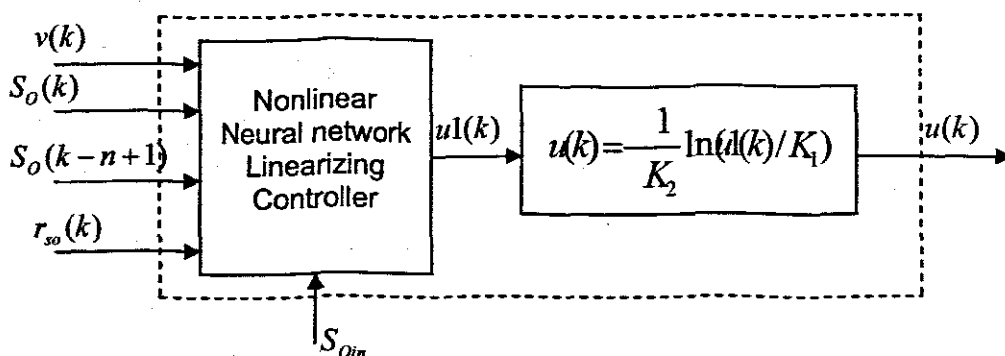 v(k)
S_O(k)
S_O(k-n+1)
r_so(k)
Nonlinear
Neural network
Linearizing
Controller
u1(k)
u(k)=1/K_2 ln(u1(k)/K_1)
u(k)
S_Oin